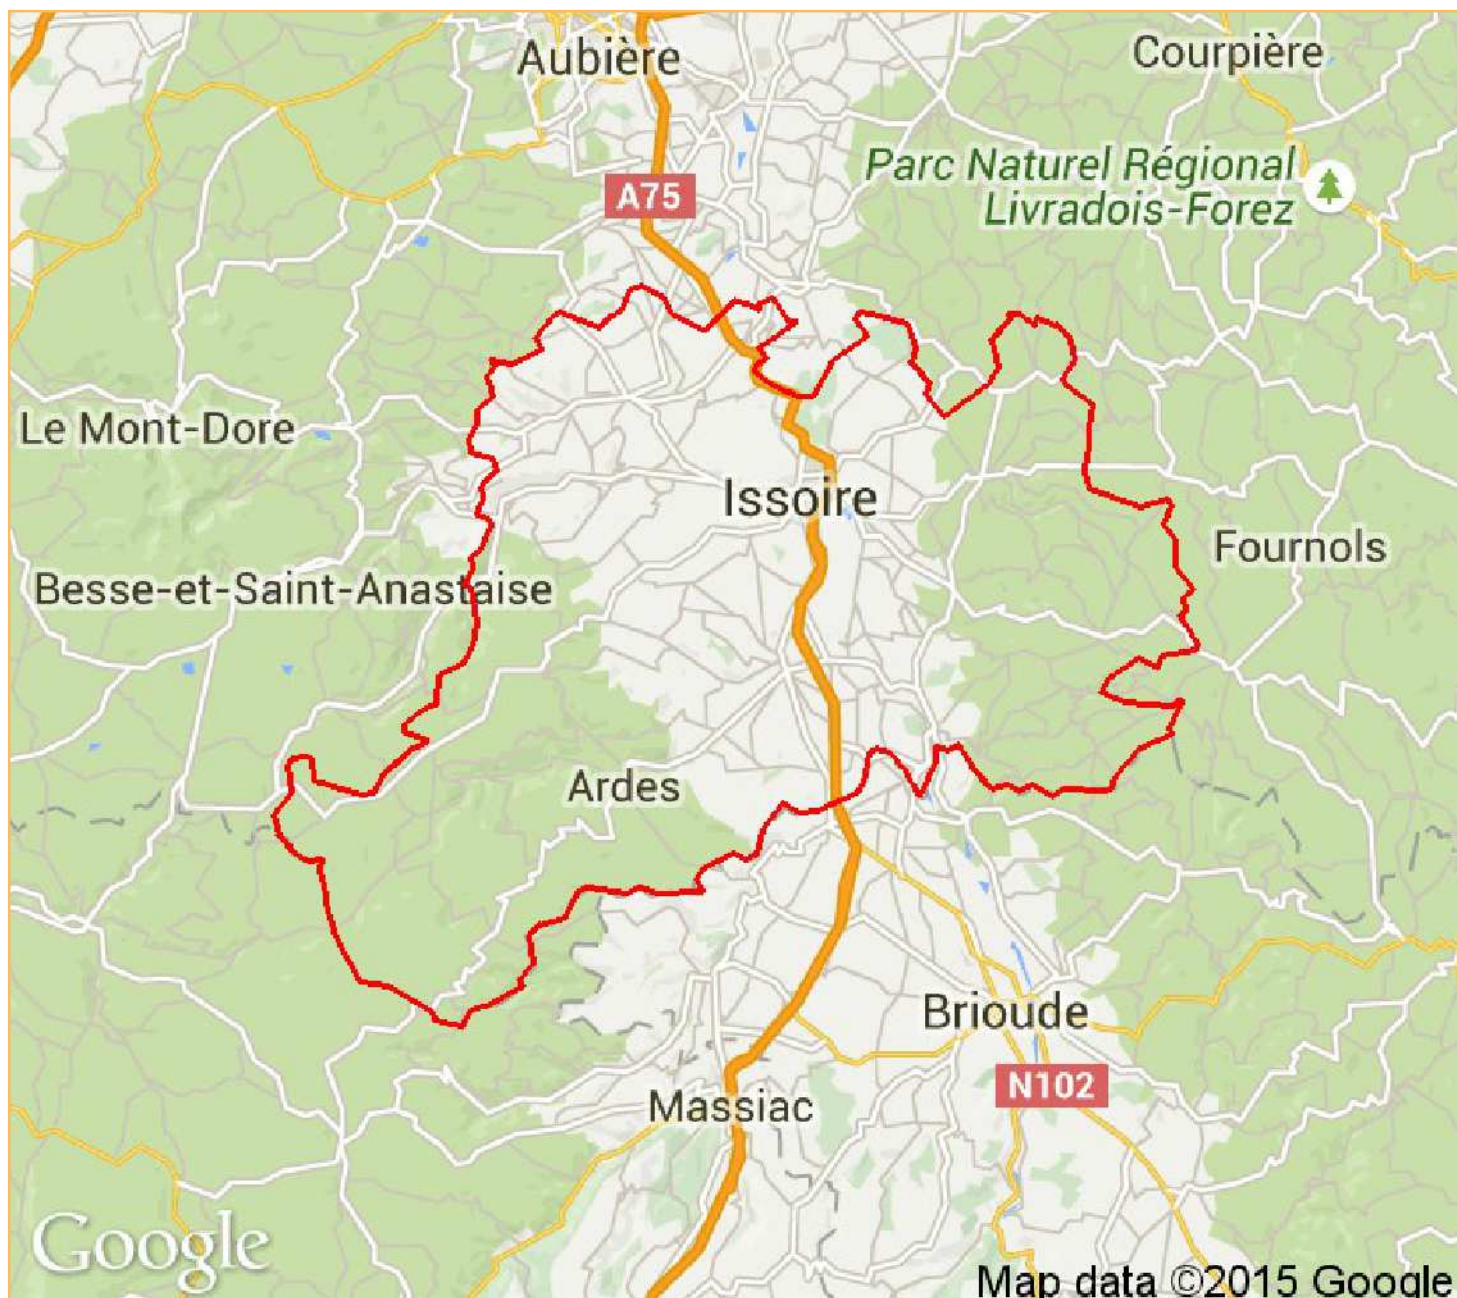 Aubière
Courpière
Parc Naturel Régional
Livradois-Forez
A75
Le Mont-Dore
Issoire
Fournols
Besse-et-Saint-Anastaise
Ardes
Brioude
N102
Massiac
Google
Map data ©2015 Google